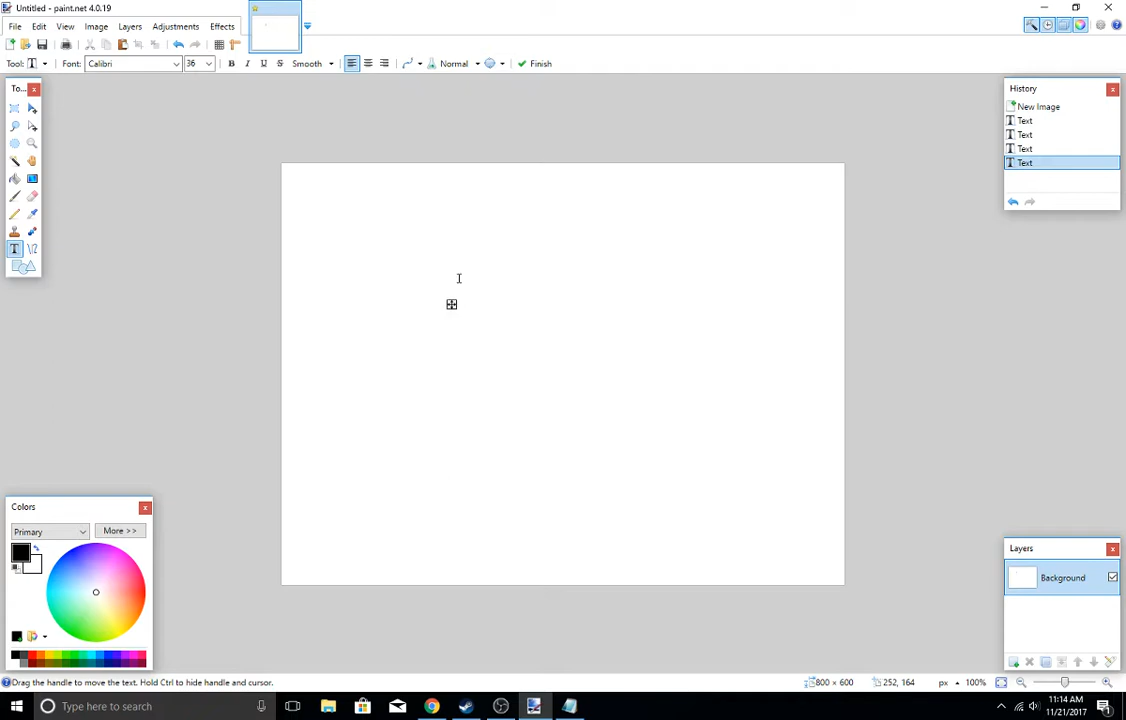 Untitled - paint.net 4.0.19
File Edit View Image Layers Adjustments Effects
Tool: T Font: Calibri 36 B I U S Smooth Normal Finish
To...
History
New Image
Text
Text
Text
Text
Colors
Primary More >>
Layers
Background
Drag the handle to move the text. Hold Ctrl to hide handle and cursor.
800 × 600 252, 164 px 100%
Type here to search
11:14 AM
11/21/2017